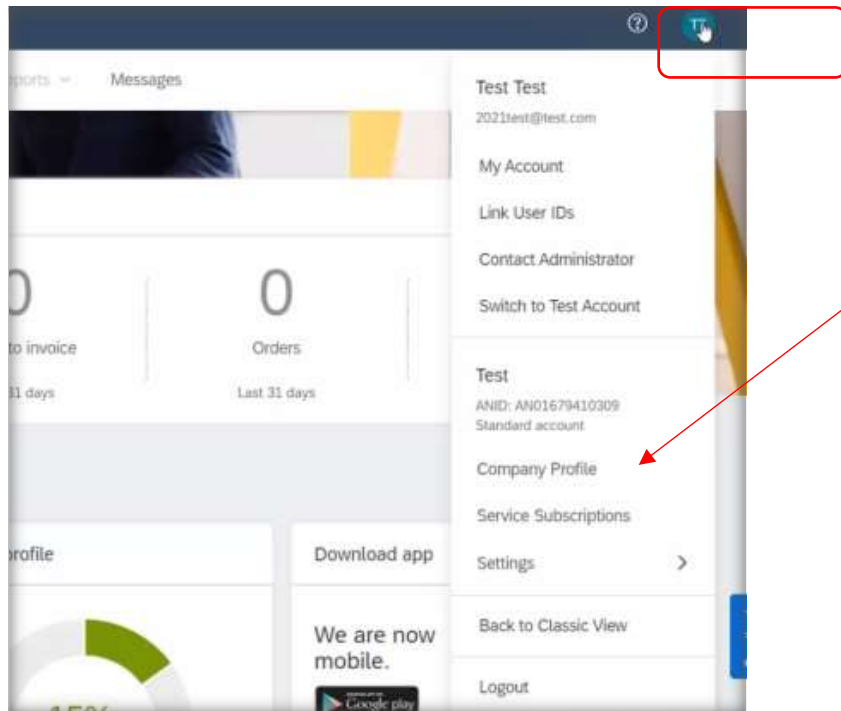 TT
Messages
Test Test
2021test@test.com
My Account
Link User IDs
Contact Administrator
Switch to Test Account
0
0
to invoice
Orders
31 days
Last 31 days
Test
ANID: AN01679410309
Standard account
Company Profile
Service Subscriptions
Settings
profile
Download app
We are now
mobile.
Google play
15%
Back to Classic View
Logout